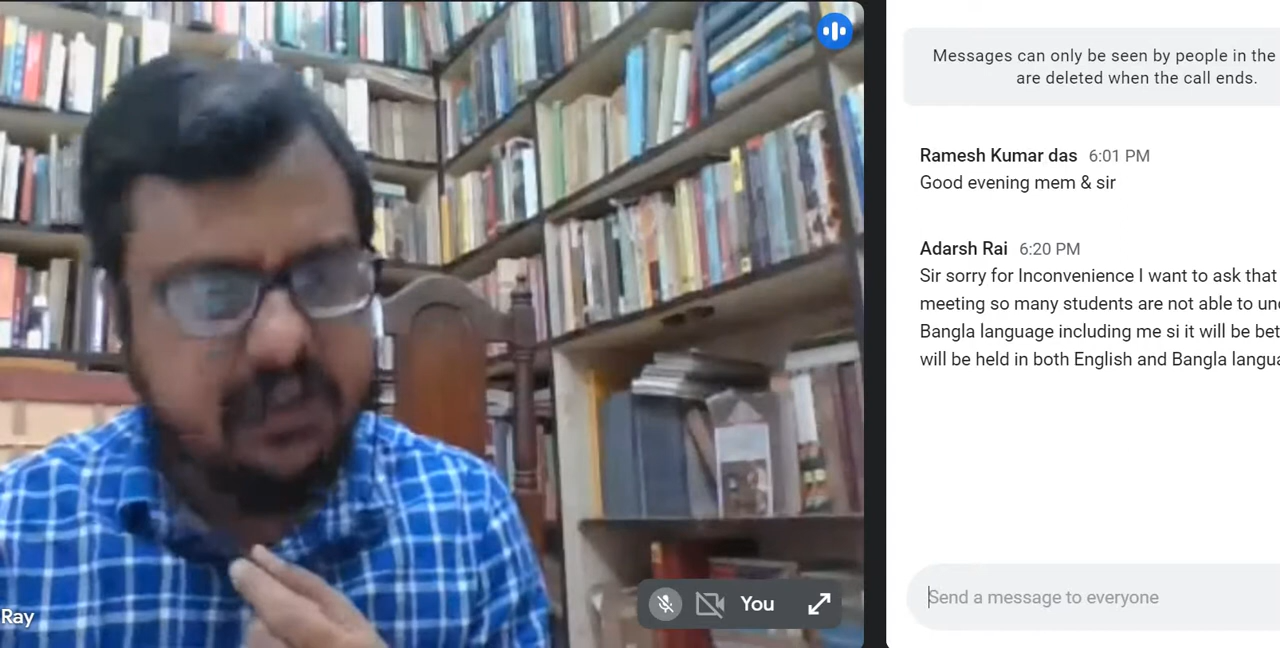 Messages can only be seen by people in the
are deleted when the call ends.
Ramesh Kumar das 6:01 PM
Good evening mem & sir
Adarsh Rai 6:20 PM
Sir sorry for Inconvenience I want to ask that
meeting so many students are not able to un
Bangla language including me si it will be bet
will be held in both English and Bangla langua
Ray
You
Send a message to everyone